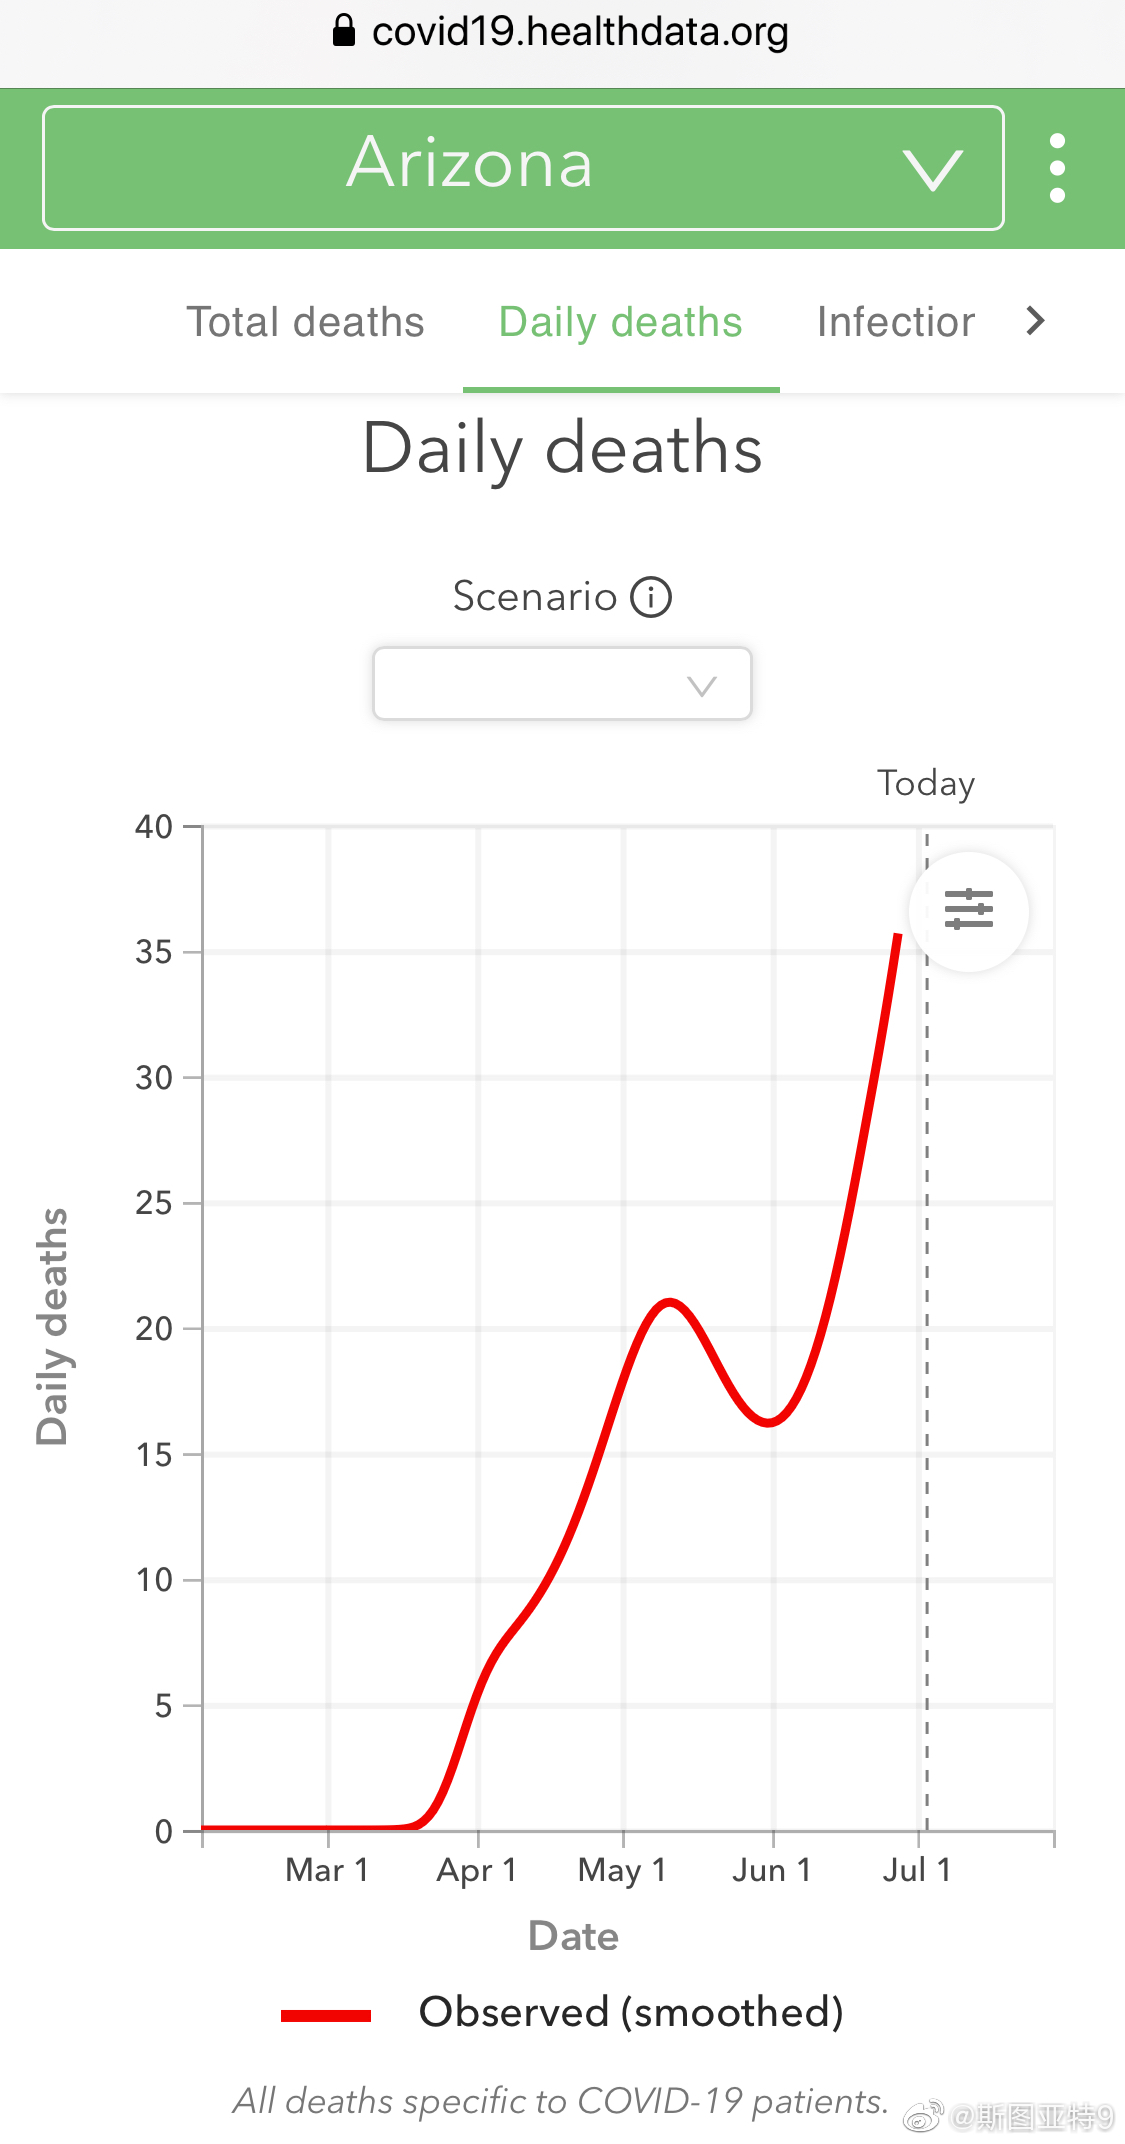 covid19.healthdata.org
Arizona
Total deaths Daily deaths Infectior
Daily deaths
Scenario
Today
40
35
30
25
20
15
10
5
0
Daily deaths
Mar 1 Apr 1 May 1 Jun 1 Jul 1
Date
Observed (smoothed)
All deaths specific to COVID-19 patients.
@斯图亚特9